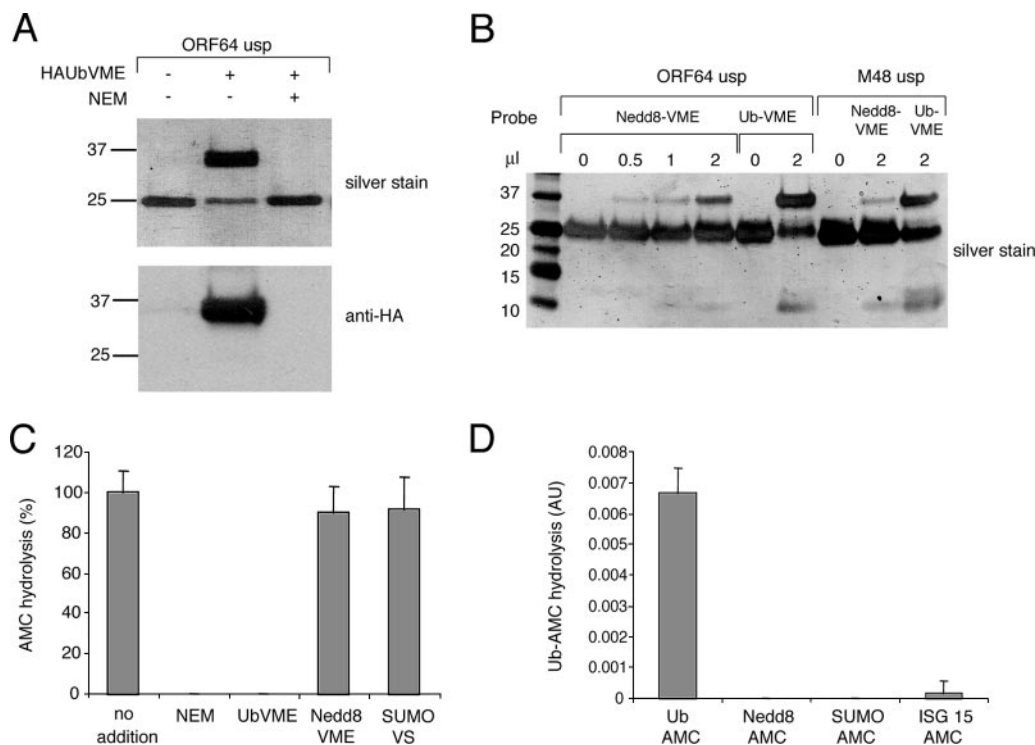 A
ORF64 usp
HAUbVME - + +
NEM - - +
37
25
silver stain
37
25
anti-HA
B
ORF64 usp M48 usp
Probe Nedd8-VME Ub-VME Nedd8-VME Ub-VME
µl 0 0.5 1 2 0 2 0 2 2
37
25
20
15
10
silver stain
C
AMC hydrolysis (%)
120
100
80
60
40
20
0
no addition NEM UbVME Nedd8 VME SUMO VS
D
Ub-AMC hydrolysis (AU)
0.008
0.007
0.006
0.005
0.004
0.003
0.002
0.001
0
Ub AMC Nedd8 AMC SUMO AMC ISG 15 AMC